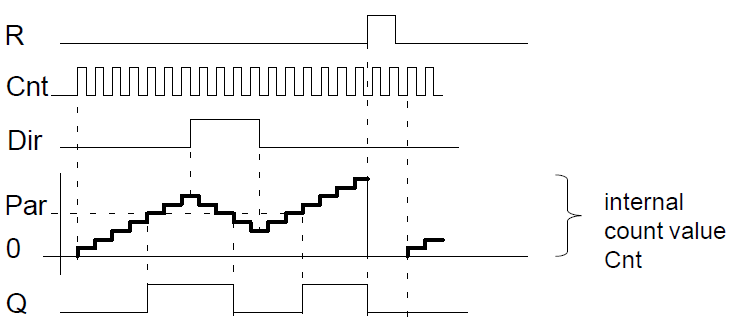 R
Cnt
Dir
Par
0
internal
count value
Cnt
Q